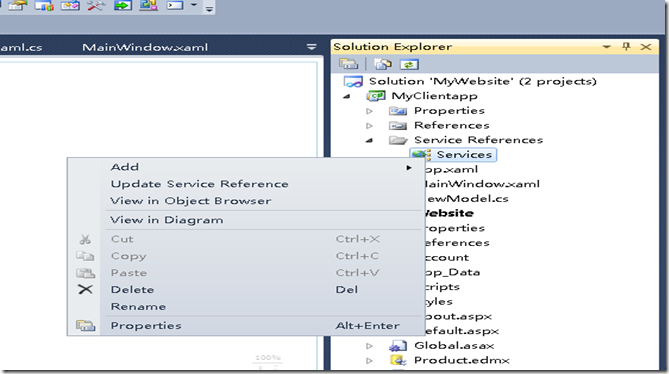 aml.cs MainWindow.xaml
Solution Explorer
Solution 'MyWebsite' (2 projects)
MyClientapp
Properties
References
Service References
Services
pp.xaml
MainWindow.xaml
ewModel.cs
Website
roperties
eferences
ccount
pp_Data
cripts
yles
bout.aspx
efault.aspx
Global.asax
Product.edmx
Add
Update Service Reference
View in Object Browser
View in Diagram
Cut Ctrl+X
Copy Ctrl+C
Paste Ctrl+V
Delete Del
Rename
Properties Alt+Enter
100%